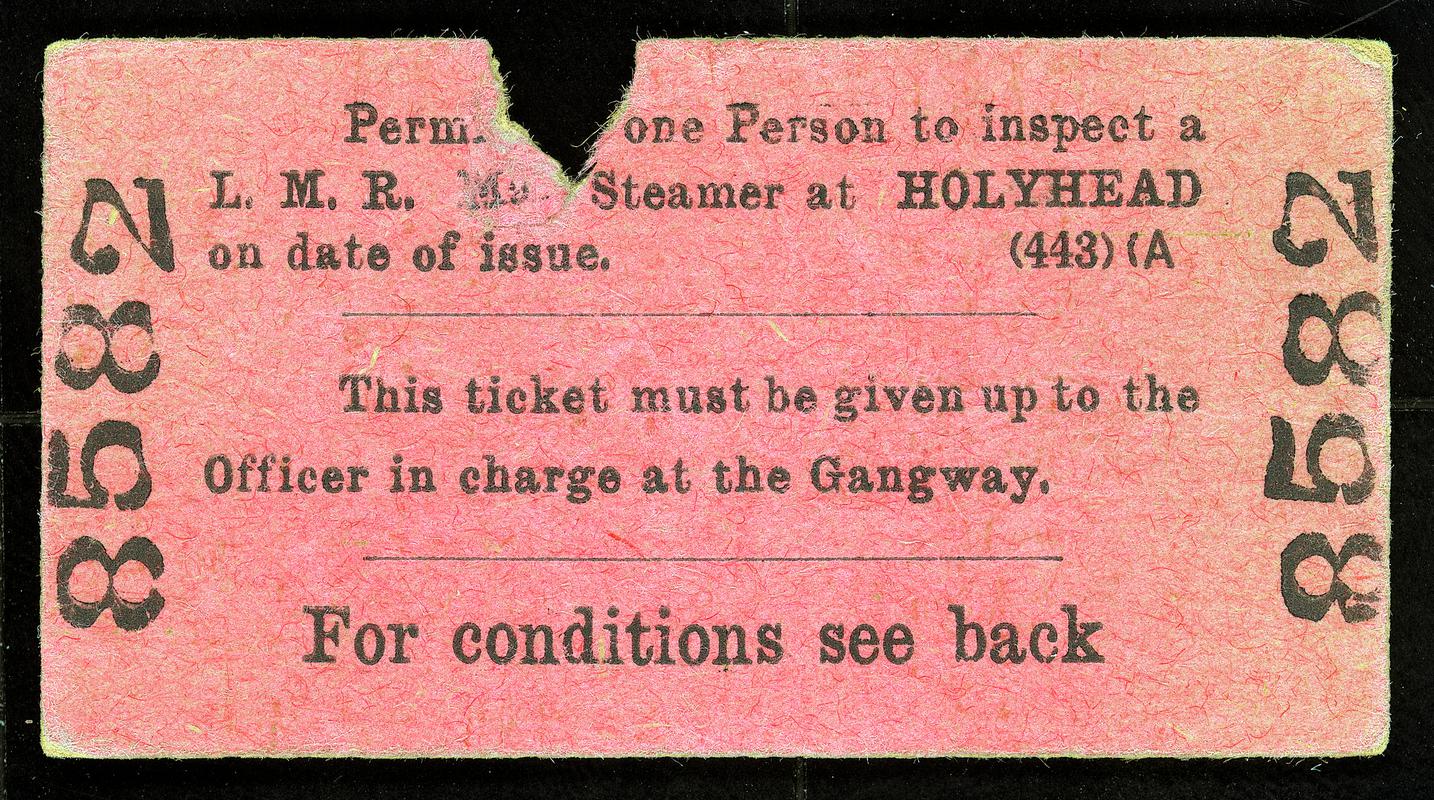 one Person to inspect a
L. M. R. Steamer at HOLYHEAD
on date of issue. (443) (A
This ticket must be given up to the
Officer in charge at the Gangway.
For conditions see back
8582
8582